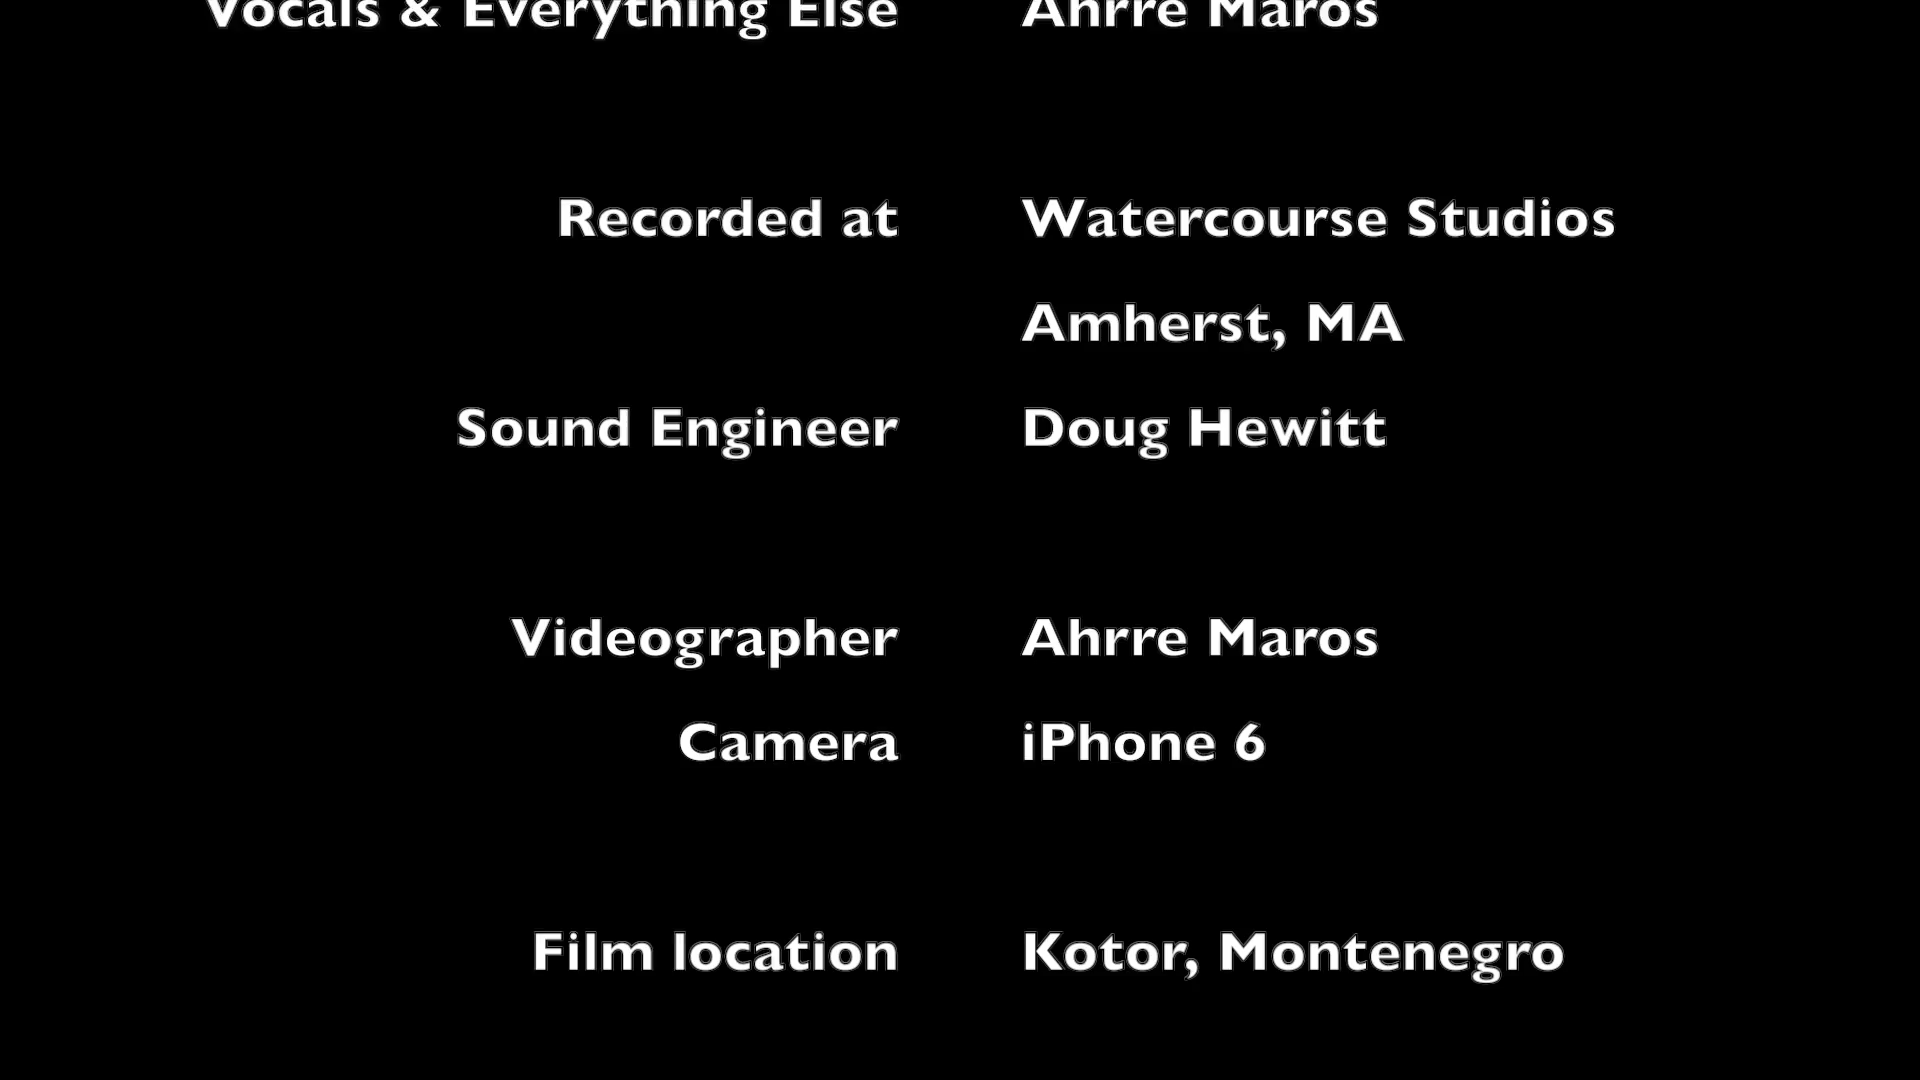 Vocals & Everything Else Ahrre Maros
Recorded at Watercourse Studios
Amherst, MA
Sound Engineer Doug Hewitt
Videographer Ahrre Maros
Camera iPhone 6
Film location Kotor, Montenegro